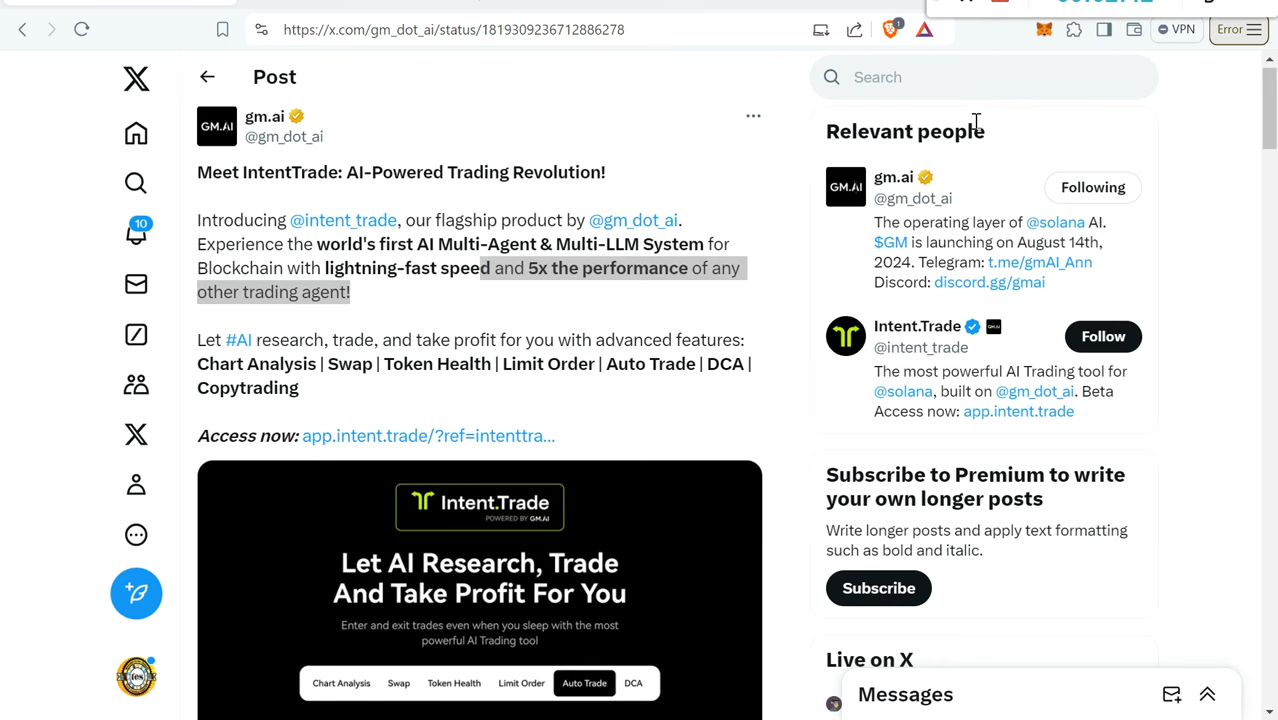 https://x.com/gm_dot_ai/status/1819309236712886278
1
VPN
Error
Post
Search
gm.ai
@gm_dot_ai
GM.AI
Meet IntentTrade: AI-Powered Trading Revolution!
Introducing @intent_trade, our flagship product by @gm_dot_ai.
Experience the world's first AI Multi-Agent & Multi-LLM System for
Blockchain with lightning-fast speed and 5x the performance of any
other trading agent!
Let #AI research, trade, and take profit for you with advanced features:
Chart Analysis | Swap | Token Health | Limit Order | Auto Trade | DCA |
Copytrading
Access now: app.intent.trade/?ref=intenttra...
Intent.Trade
POWERED BY GM.AI
Let AI Research, Trade
And Take Profit For You
Enter and exit trades even when you sleep with the most
powerful AI Trading tool
Chart Analysis Swap Token Health Limit Order Auto Trade DCA
10
Relevant people
GM.AI
gm.ai
@gm_dot_ai
Following
The operating layer of @solana AI.
$GM is launching on August 14th,
2024. Telegram: t.me/gmAI_Ann
Discord: discord.gg/gmai
Intent.Trade
@intent_trade
Follow
The most powerful AI Trading tool for
@solana, built on @gm_dot_ai. Beta
Access now: app.intent.trade
Subscribe to Premium to write
your own longer posts
Write longer posts and apply text formatting
such as bold and italic.
Subscribe
Live on X
Messages